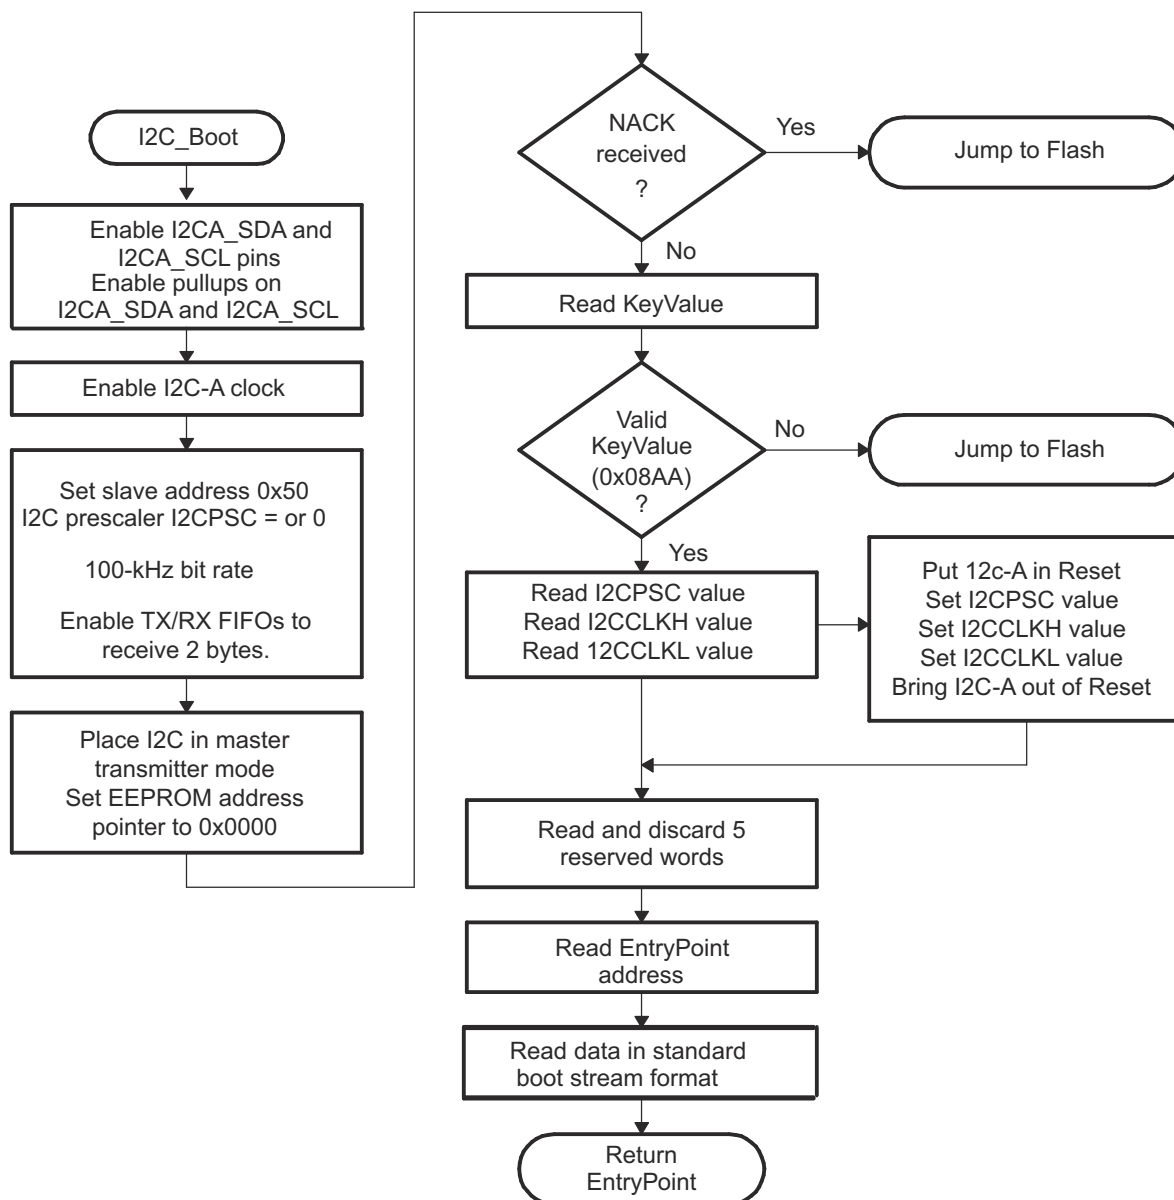 I2C_Boot
Enable I2CA_SDA and
I2CA_SCL pins
Enable pullups on
I2CA_SDA and I2CA_SCL
Enable I2C-A clock
Set slave address 0x50
I2C prescaler I2CPSC = or 0
100-kHz bit rate
Enable TX/RX FIFOs to
receive 2 bytes.
Place I2C in master
transmitter mode
Set EEPROM address
pointer to 0x0000
NACK
received
?
Yes
Jump to Flash
No
Read KeyValue
Valid
KeyValue
(0x08AA)
?
No
Jump to Flash
Yes
Read I2CPSC value
Read I2CCLKH value
Read 12CCLKL value
Put 12c-A in Reset
Set I2CPSC value
Set I2CCLKH value
Set I2CCLKL value
Bring I2C-A out of Reset
Read and discard 5
reserved words
Read EntryPoint
address
Read data in standard
boot stream format
Return
EntryPoint